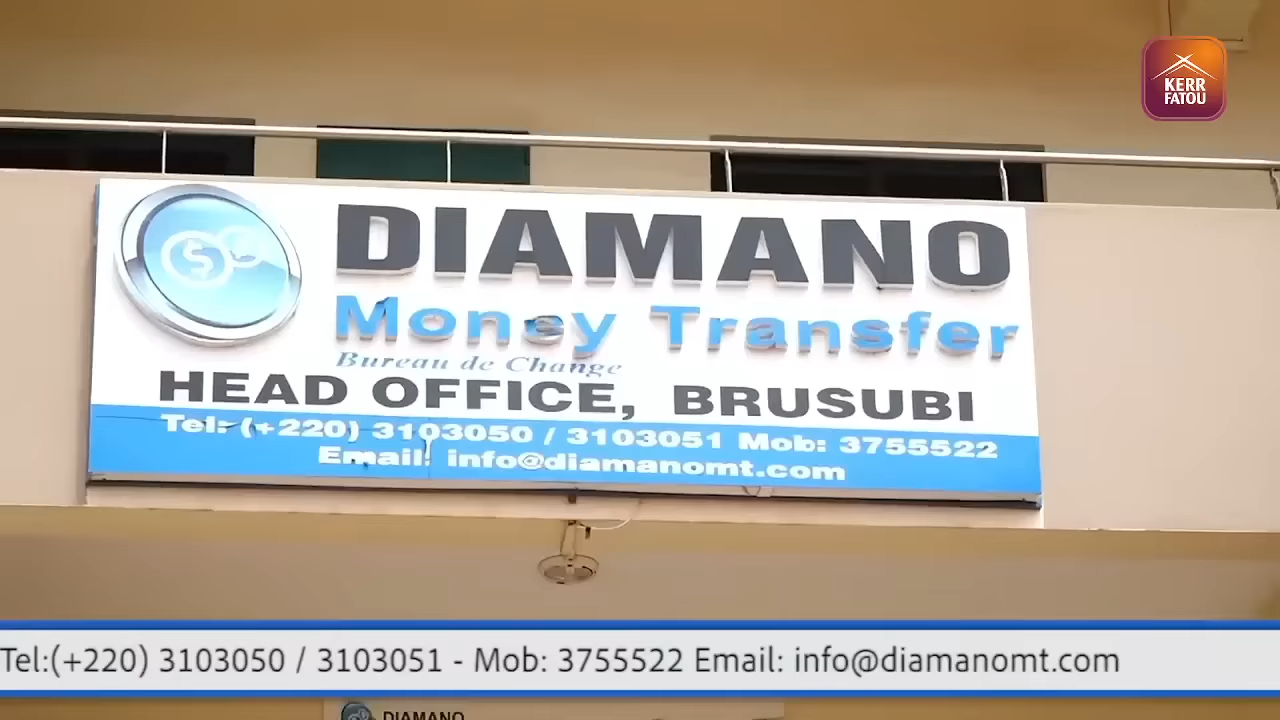 KERR
FATOU
DIAMANO
Money Transfer
Bureau de Change
HEAD OFFICE, BRUSUBI
Tel: (+220) 3103050 / 3103051 Mob: 3755522
Email: info@diamanomt.com
Tel:(+220) 3103050 / 3103051 - Mob: 3755522 Email: info@diamanomt.com
DIAMANO